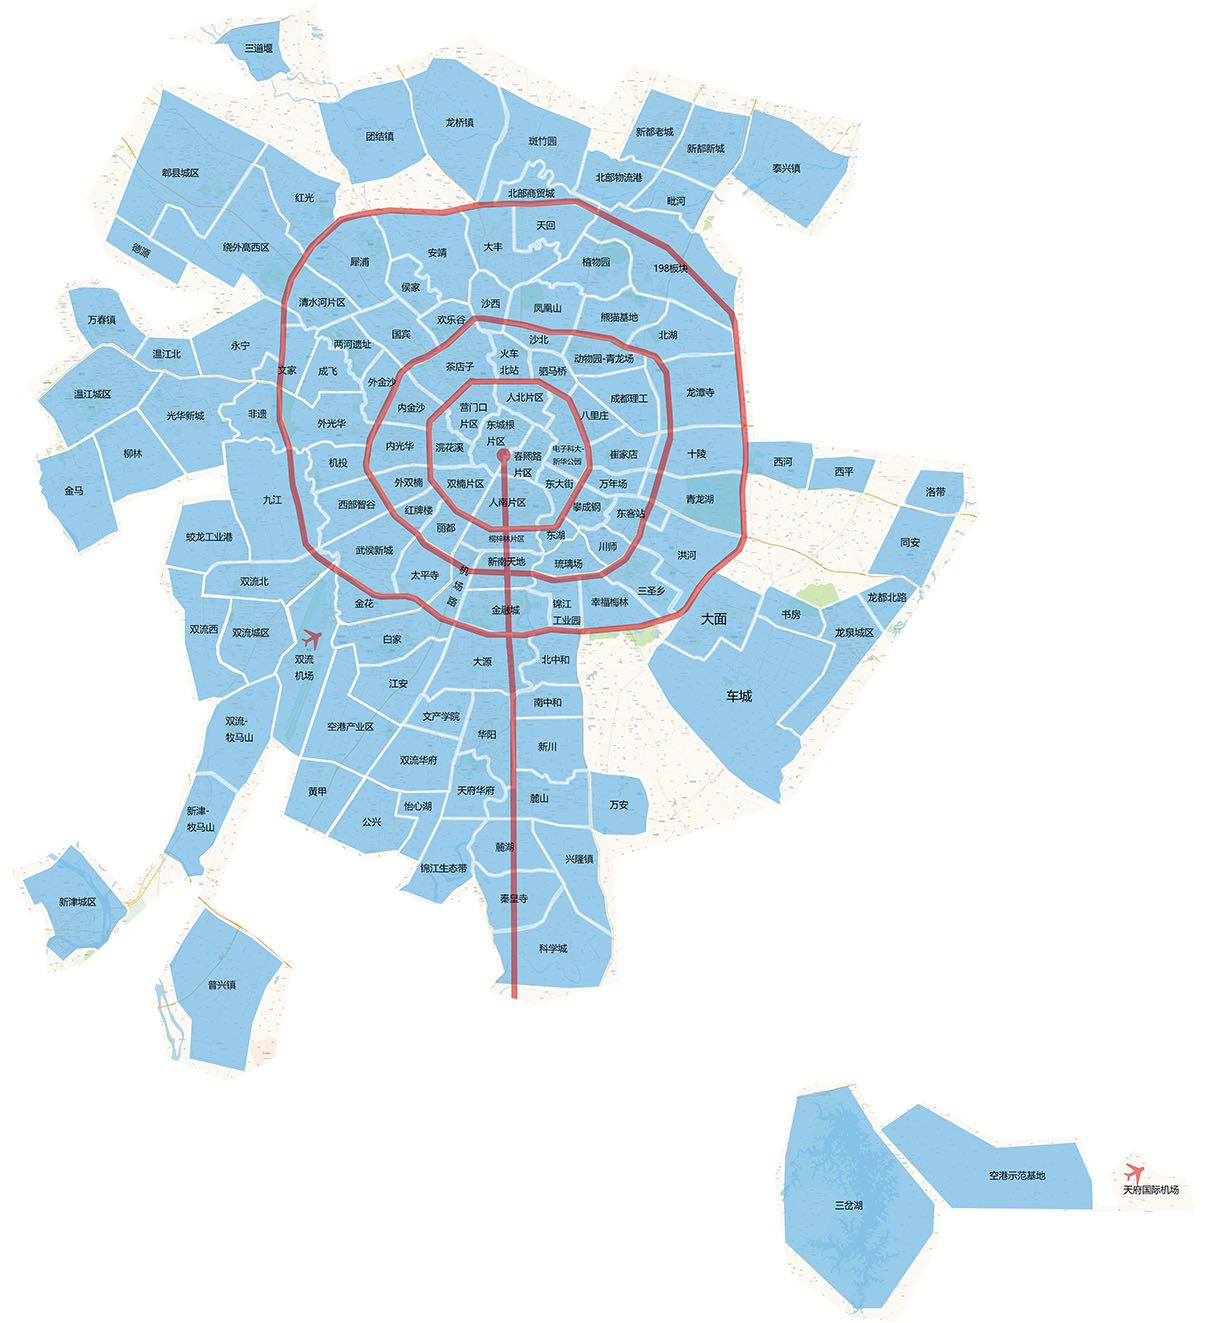 三道堰
龙桥镇
团结镇
斑竹园
新都老城
新都新城
泰兴镇
郫县城区
北部物流港
红光
北部商贸城
毗河
天回
德源
绕外高西区
安靖
大丰
犀浦
植物园
198板块
侯家
清水河片区
沙西
凤凰山
熊猫基地
万春镇
欢乐谷
国宾
北湖
永宁
两河遗址
沙北
温江北
火车
北站
动物园-青龙场
文家
成飞
茶店子
驷马桥
外金沙
温江城区
龙潭寺
人北片区
成都理工
内金沙
营门口
片区
光华新城
非遗
八里庄
外光华
东城根
片区
内光华
浣花溪
电子科大-
新华公园
柳林
春熙路
片区
崔家店
十陵
西河
机投
西平
外双楠
双楠片区
东大街
万年场
金马
洛带
九江
西部智谷
人南片区
青龙湖
红牌楼
攀成钢
东客站
丽都
蛟龙工业港
桐梓林片区
东湖
同安
武侯新城
川师
洪河
新南天地
琉璃场
机
场
路
太平寺
双流北
三圣乡
龙都北路
金花
金融城
锦江
工业园
幸福梅林
书房
大面
双流西
双流城区
龙泉城区
白家
双流
机场
大源
北中和
江安
车城
南中和
文产学院
双流-
牧马山
空港产业区
华阳
新川
双流华府
黄甲
天府华府
麓山
怡心湖
万安
新津-
牧马山
公兴
麓湖
兴隆镇
锦江生态带
秦皇寺
新津城区
科学城
普兴镇
空港示范基地
天府国际机场
三岔湖